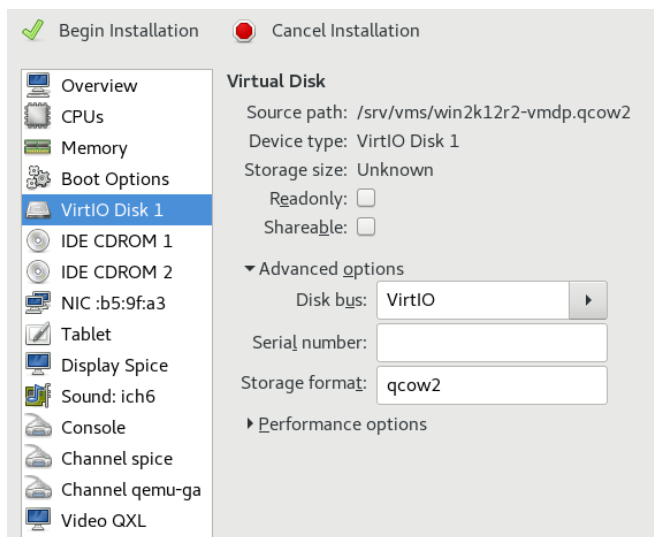 Begin Installation
Cancel Installation
Overview
CPUs
Memory
Boot Options
VirtIO Disk 1
IDE CDROM 1
IDE CDROM 2
NIC :b5:9f:a3
Tablet
Display Spice
Sound: ich6
Console
Channel spice
Channel qemu-ga
Video QXL
Virtual Disk
Source path: /srv/vms/win2k12r2-vmdp.qcow2
Device type: VirtIO Disk 1
Storage size: Unknown
Readonly:
Shareable:
Advanced options
Disk bus: VirtIO
Serial number:
Storage format: qcow2
Performance options